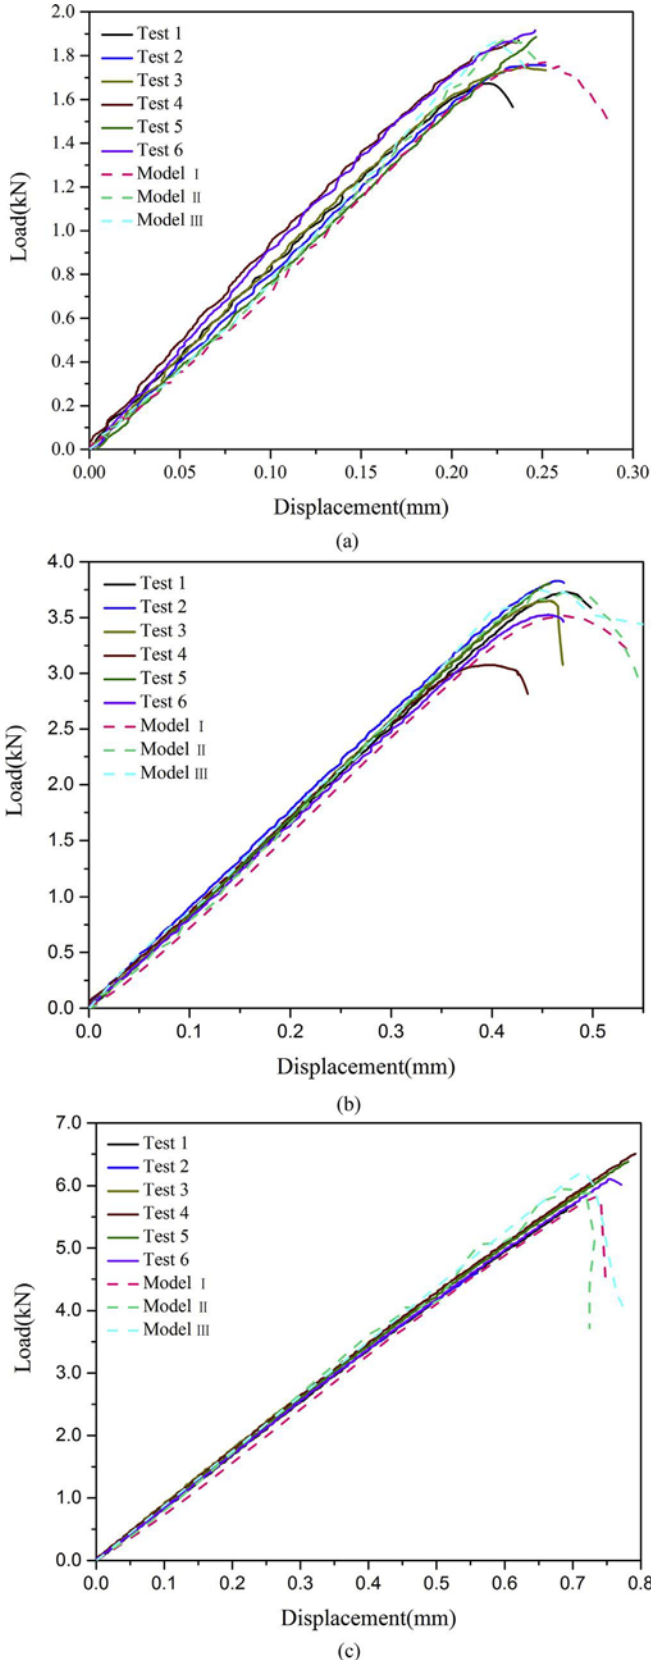 2.0
1.8
1.6
1.4
1.2
1.0
0.8
0.6
0.4
0.2
0.0
Load(kN)
Test 1
Test 2
Test 3
Test 4
Test 5
Test 6
Model I
Model II
Model III
0.00 0.05 0.10 0.15 0.20 0.25 0.30
Displacement(mm)
(a)
4.0
3.5
3.0
2.5
2.0
1.5
1.0
0.5
0.0
Load(kN)
Test 1
Test 2
Test 3
Test 4
Test 5
Test 6
Model I
Model II
Model III
0.0 0.1 0.2 0.3 0.4 0.5
Displacement(mm)
(b)
7.0
6.0
5.0
4.0
3.0
2.0
1.0
0.0
Load(kN)
Test 1
Test 2
Test 3
Test 4
Test 5
Test 6
Model I
Model II
Model III
0.0 0.1 0.2 0.3 0.4 0.5 0.6 0.7 0.8
Displacement(mm)
(c)